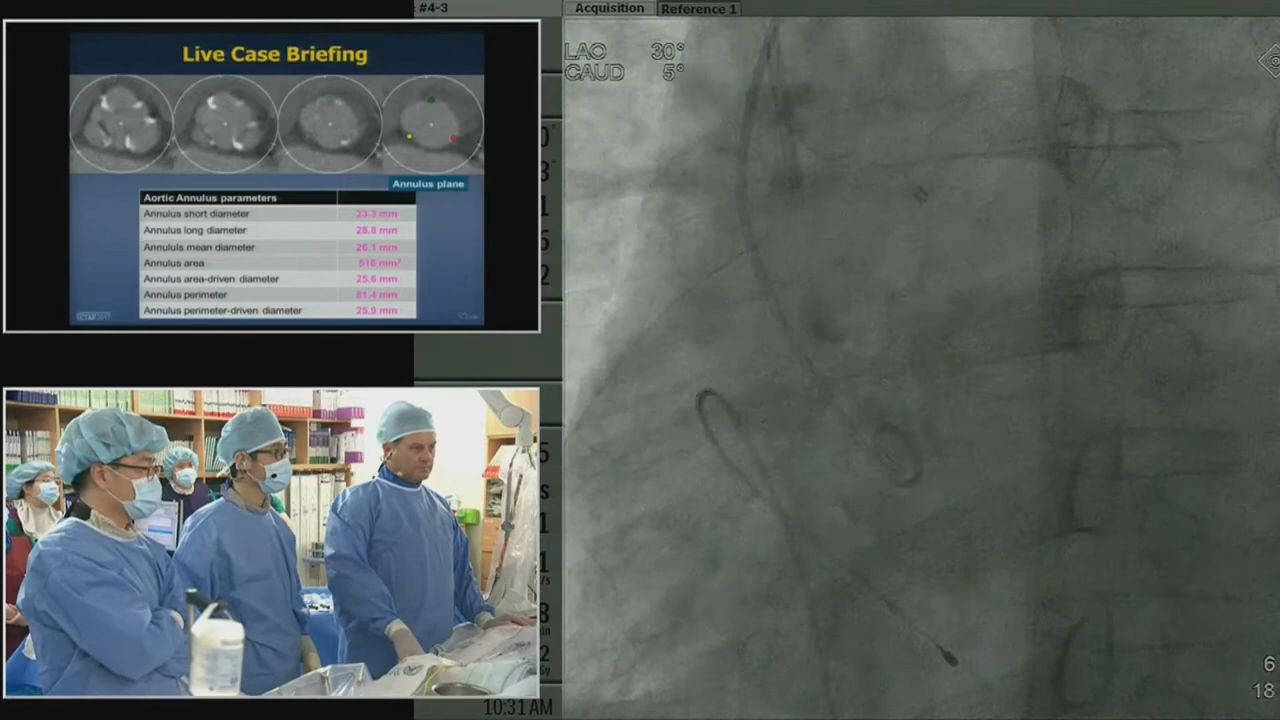 #4-3
Acquisition Reference 1
LAO 30°
CAUD 5°
Live Case Briefing
Annulus plane
Aortic Annulus parameters
Annulus short diameter 23.3 mm
Annulus long diameter 28.8 mm
Annululs mean diameter 26.1 mm
Annulus area 516 mm²
Annulus area-driven diameter 25.6 mm
Annulus perimeter 81.4 mm
Annulus perimeter-driven diameter 25.9 mm
10:31 AM
6
18